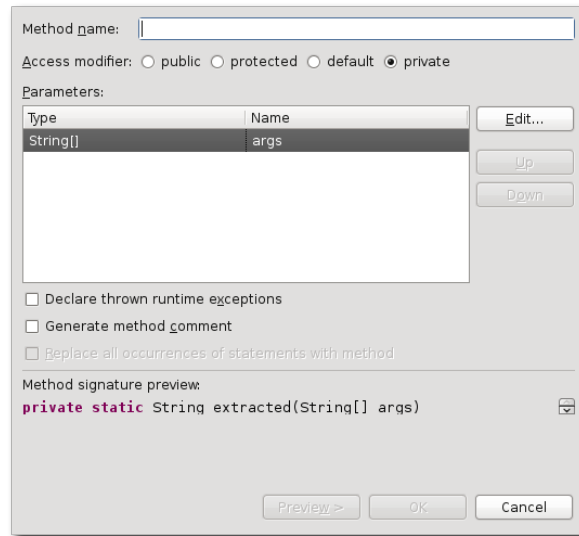 Method name:
Access modifier: public protected default private
Parameters:
Type Name
String[] args
Edit...
Up
Down
Declare thrown runtime exceptions
Generate method comment
Replace all occurrences of statements with method
Method signature preview:
private static String extracted(String[] args)
Preview > OK Cancel